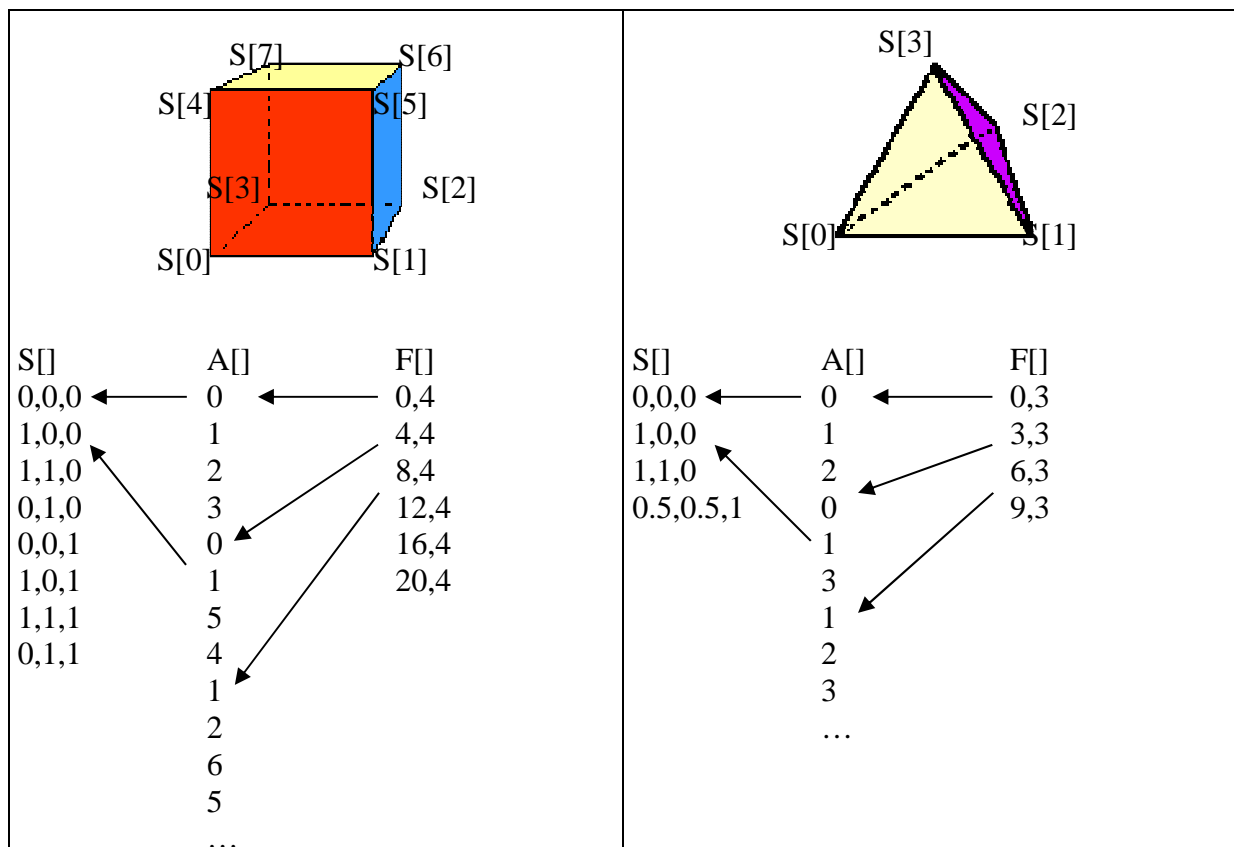 S[7] S[6]
S[4] S[5]
S[3] S[2]
S[0] S[1]
S[] A[] F[]
0,0,0 0 0,4
1,0,0 1 4,4
1,1,0 2 8,4
0,1,0 3 12,4
0,0,1 0 16,4
1,0,1 1 20,4
1,1,1 5
0,1,1 4
1
2
6
5
…
S[3]
S[2]
S[0] S[1]
S[] A[] F[]
0,0,0 0 0,3
1,0,0 1 3,3
1,1,0 2 6,3
0.5,0.5,1 0 9,3
1
3
1
2
3
…